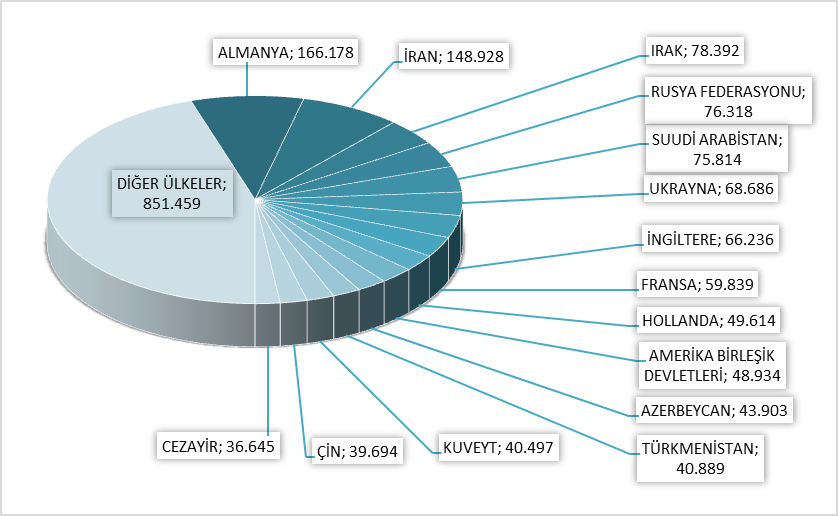 ALMANYA; 166.178
İRAN; 148.928
IRAK; 78.392
RUSYA FEDERASYONU;
76.318
SUUDİ ARABİSTAN;
75.814
UKRAYNA; 68.686
İNGİLTERE; 66.236
FRANSA; 59.839
HOLLANDA; 49.614
AMERİKA BİRLEŞİK
DEVLETLERİ; 48.934
AZERBEYCAN; 43.903
TÜRKMENİSTAN;
40.889
KUVEYT; 40.497
ÇİN; 39.694
CEZAYİR; 36.645
DİĞER ÜLKELER;
851.459